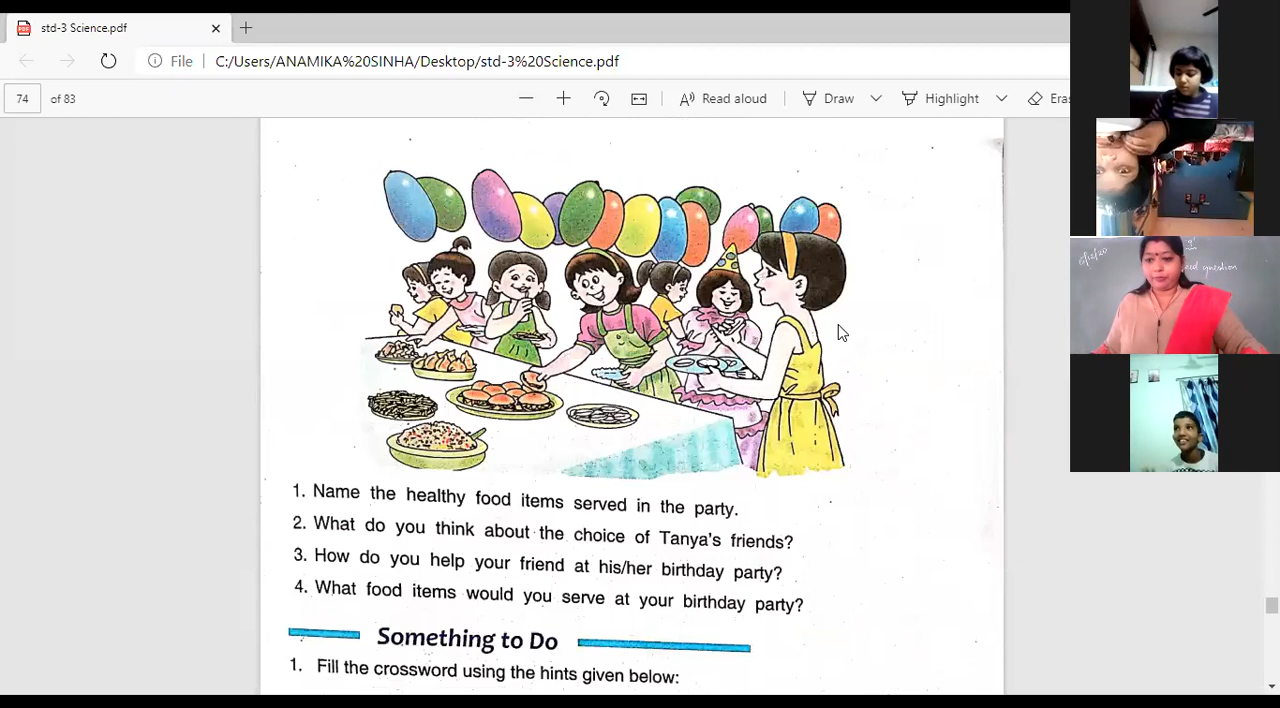 std-3 Science.pdf
File C:/Users/ANAMIKA%20SINHA/Desktop/std-3%20Science.pdf
74 of 83 Read aloud Draw Highlight Eras
1. Name the healthy food items served in the party.
2. What do you think about the choice of Tanya's friends?
3. How do you help your friend at his/her birthday party?
4. What food items would you serve at your birthday party?
Something to Do
1. Fill the crossword using the hints given below:
question